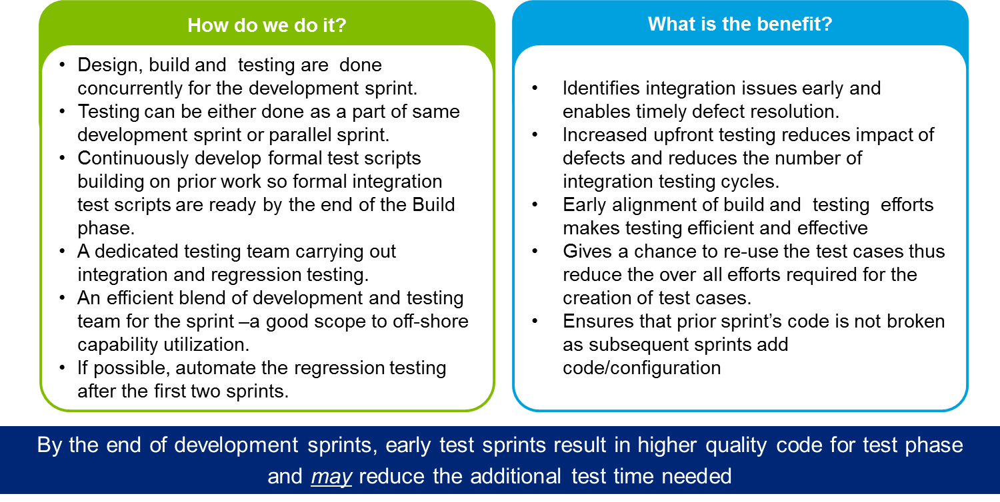 How do we do it?
• Design, build and testing are done
concurrently for the development sprint.
• Testing can be either done as a part of same
development sprint or parallel sprint.
• Continuously develop formal test scripts
building on prior work so formal integration
test scripts are ready by the end of the Build
phase.
• A dedicated testing team carrying out
integration and regression testing.
• An efficient blend of development and testing
team for the sprint –a good scope to off-shore
capability utilization.
• If possible, automate the regression testing
after the first two sprints.
What is the benefit?
• Identifies integration issues early and
enables timely defect resolution.
• Increased upfront testing reduces impact of
defects and reduces the number of
integration testing cycles.
• Early alignment of build and testing efforts
makes testing efficient and effective
• Gives a chance to re-use the test cases thus
reduce the over all efforts required for the
creation of test cases.
• Ensures that prior sprint’s code is not broken
as subsequent sprints add
code/configuration
By the end of development sprints, early test sprints result in higher quality code for test phase
and may reduce the additional test time needed